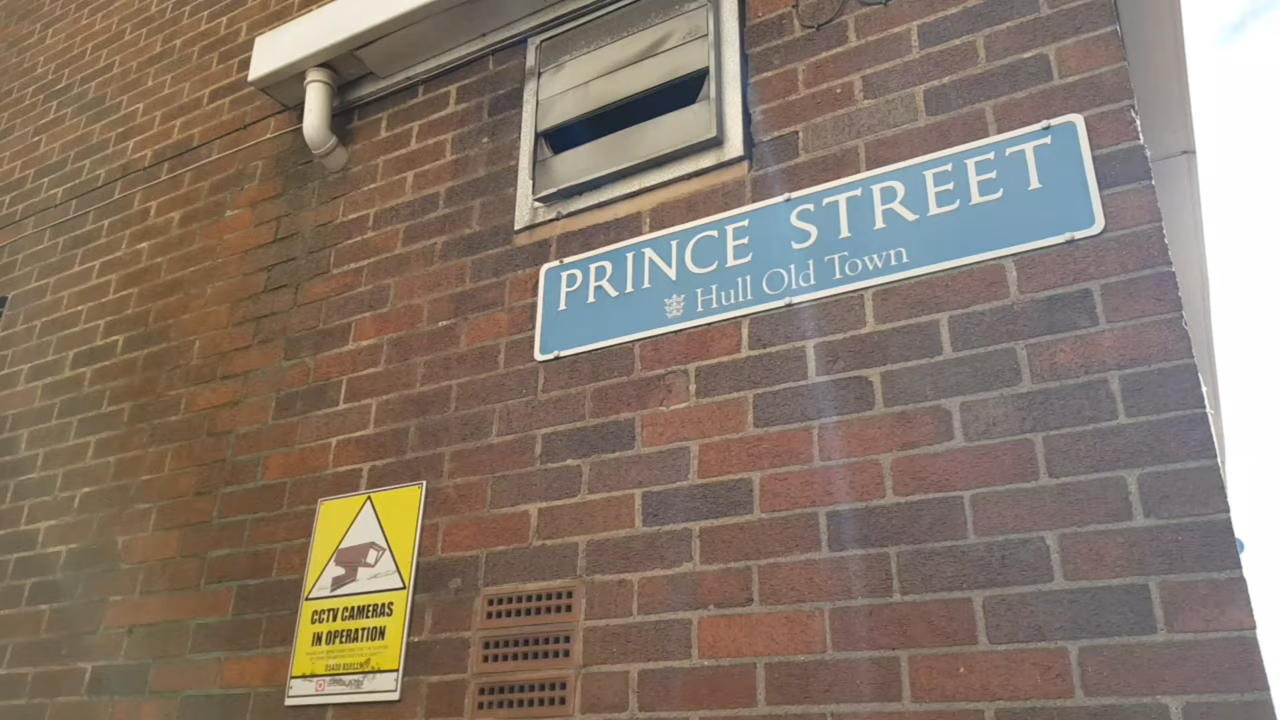 PRINCE STREET
Hull Old Town
CCTV CAMERAS
IN OPERATION